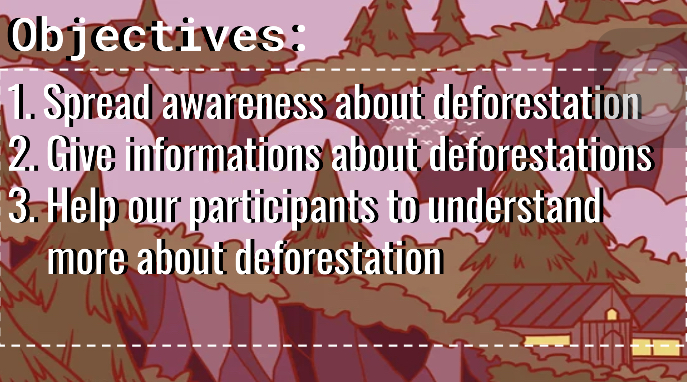 Objectives:
1. Spread awareness about deforestation
2. Give informations about deforestations
3. Help our participants to understand
more about deforestation